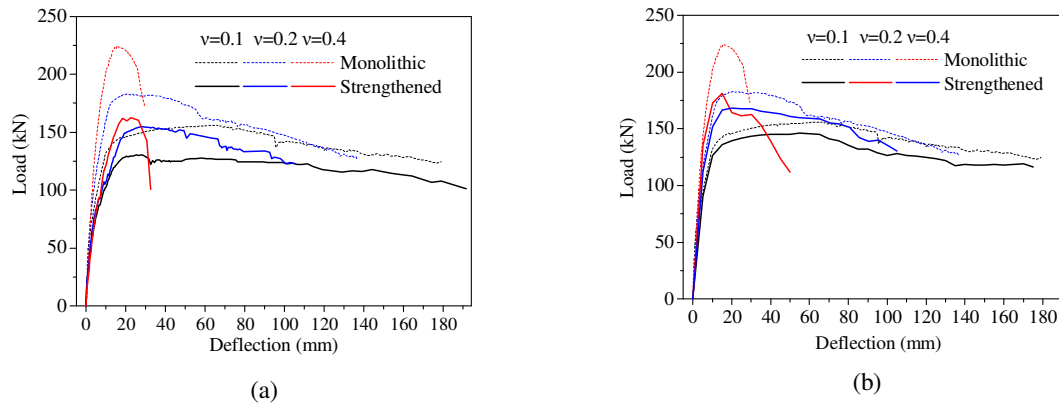 250
200
150
100
50
0
Load (kN)
ν=0.1 ν=0.2 ν=0.4
Monolithic
Strengthened
0 20 40 60 80 100 120 140 160 180
Deflection (mm)
(a)
250
200
150
100
50
0
Load (kN)
ν=0.1 ν=0.2 ν=0.4
Monolithic
Strengthened
0 20 40 60 80 100 120 140 160 180
Deflection (mm)
(b)